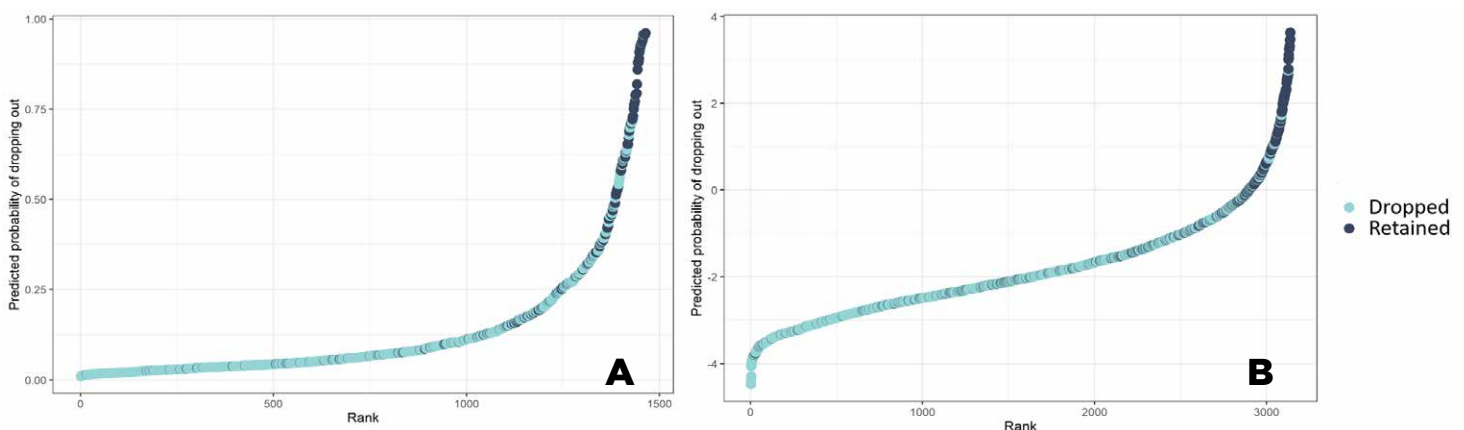 Predicted probability of dropping out
1.00
0.75
0.50
0.25
0.00
0
500
1000
1500
Rank
A
Predicted probability of dropping out
4
2
0
-2
-4
0
1000
2000
3000
Rank
B
Dropped
Retained